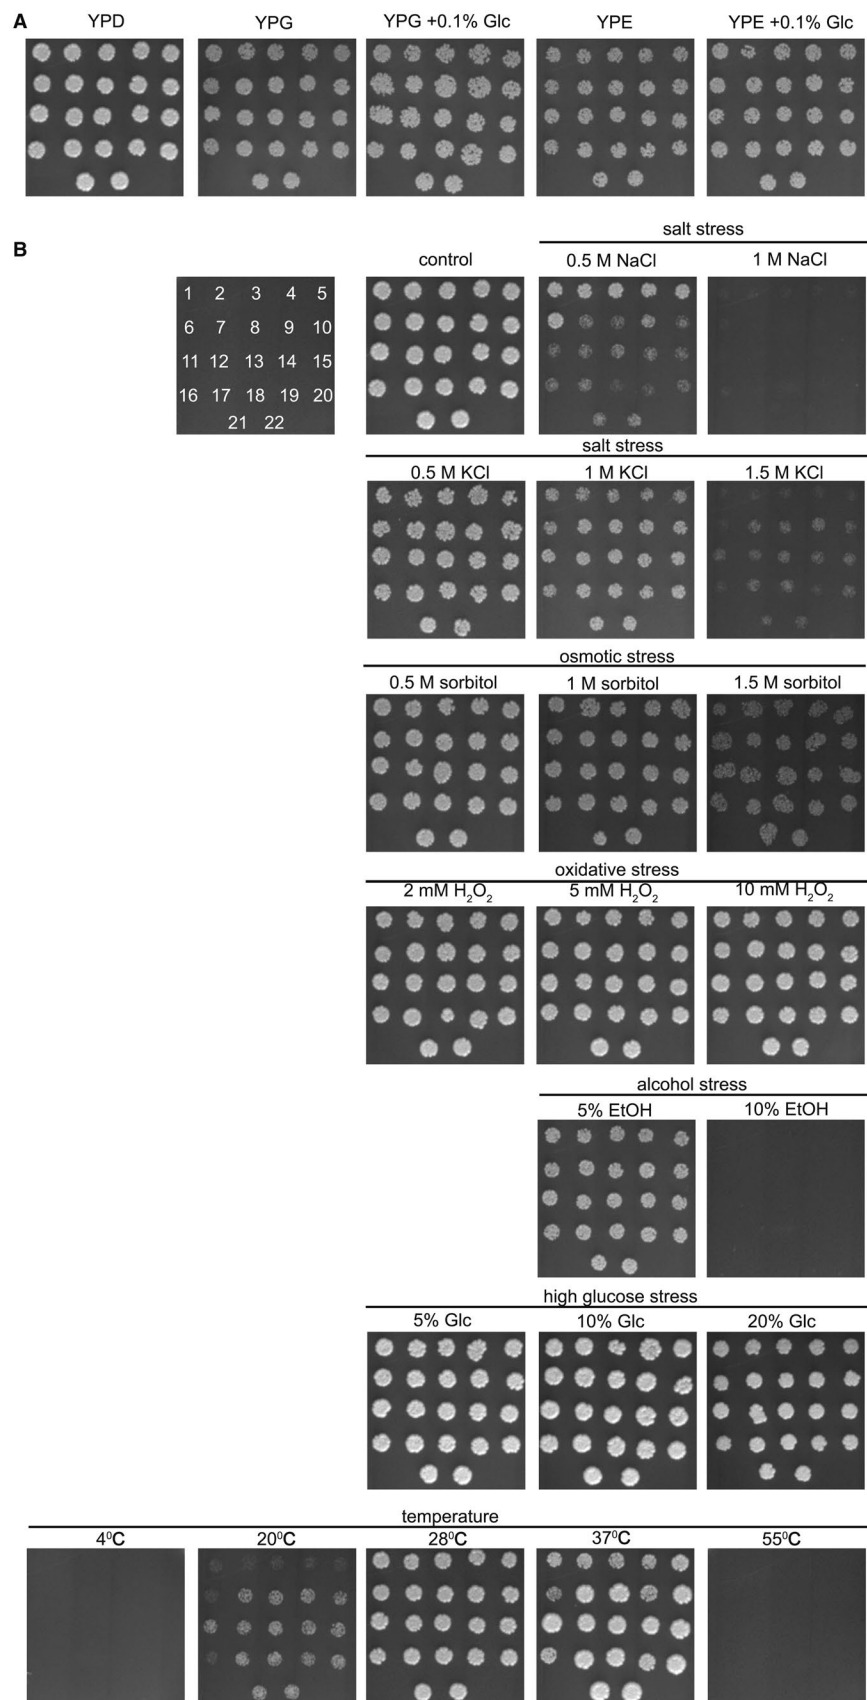 A
YPD YPG YPG +0.1% Glc YPE YPE +0.1% Glc
B
salt stress
control 0.5 M NaCl 1 M NaCl
1 2 3 4 5
6 7 8 9 10
11 12 13 14 15
16 17 18 19 20
21 22
salt stress
0.5 M KCl 1 M KCl 1.5 M KCl
osmotic stress
0.5 M sorbitol 1 M sorbitol 1.5 M sorbitol
oxidative stress
2 mM H₂O₂ 5 mM H₂O₂ 10 mM H₂O₂
alcohol stress
5% EtOH 10% EtOH
high glucose stress
5% Glc 10% Glc 20% Glc
temperature
4⁰C 20⁰C 28⁰C 37⁰C 55⁰C